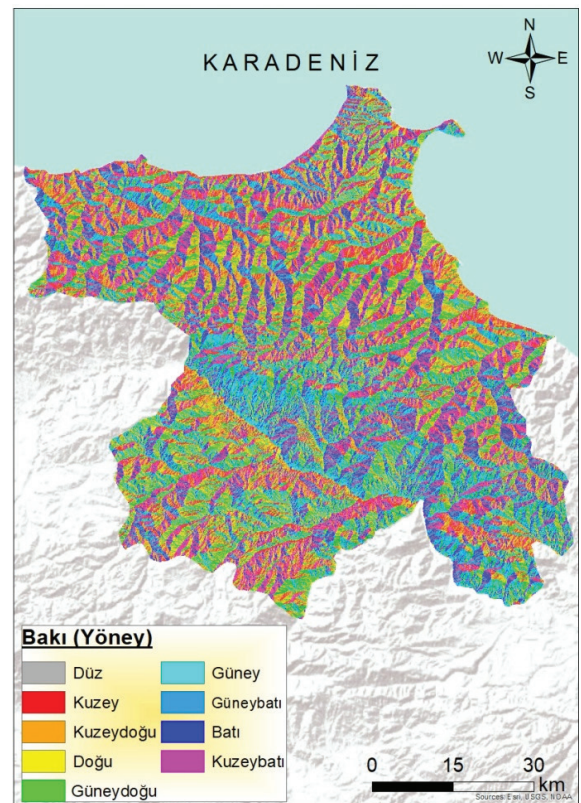 N
KARADENİZ
W E
S
Bakı (Yöney)
Düz
Kuzey
Kuzeydoğu
Doğu
Güneydoğu
Güney
Güneybatı
Batı
Kuzeybatı
0 15 30
km
Sources: Esri, USGS, NOAA